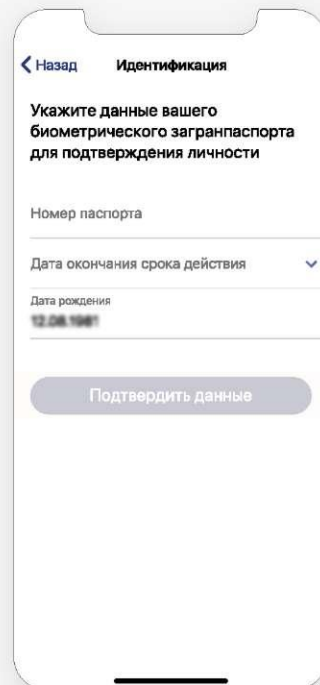 Назад
Идентификация
Укажите данные вашего
биометрического загранпаспорта
для подтверждения личности
Номер паспорта
Дата окончания срока действия
Дата рождения
Подтвердить данные